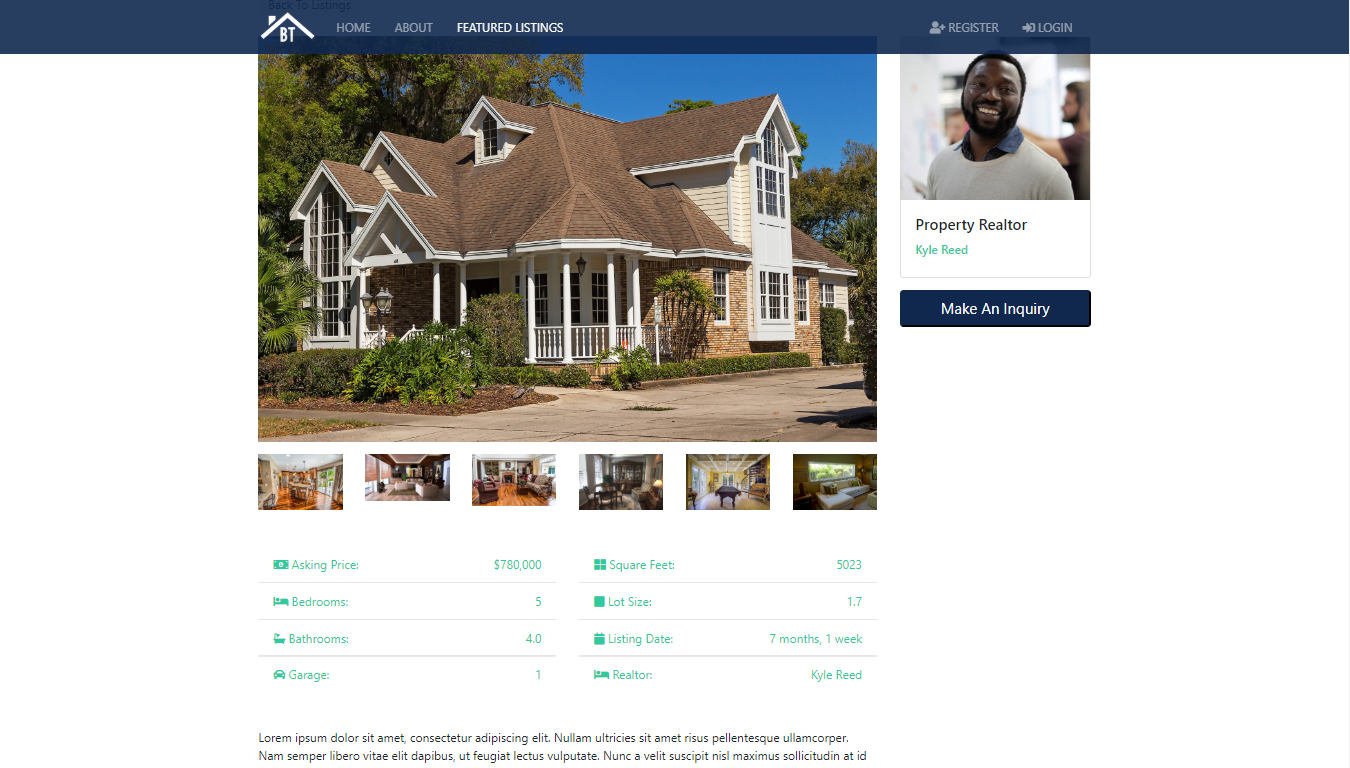 Back To Listings
BT HOME ABOUT FEATURED LISTINGS REGISTER LOGIN
Property Realtor
Kyle Reed
Make An Inquiry
Asking Price: $780,000
Square Feet: 5023
Bedrooms: 5
Lot Size: 1.7
Bathrooms: 4.0
Listing Date: 7 months, 1 week
Garage: 1
Realtor: Kyle Reed
Lorem ipsum dolor sit amet, consectetur adipiscing elit. Nullam ultricies sit amet risus pellentesque ullamcorper.
Nam semper libero vitae elit dapibus, ut feugiat lectus vulputate. Nunc a velit suscipit nisl maximus sollicitudin at id